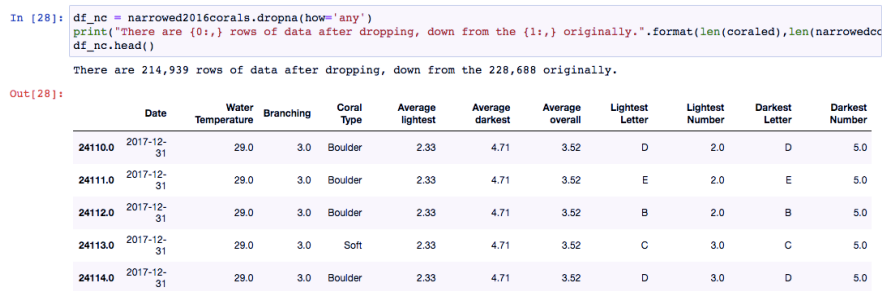 In [28]: df_nc = narrowed2016corals.dropna(how='any')
print("There are {0:,} rows of data after dropping, down from the {1:,} originally.".format(len(coraled),len(narrowedco
df_nc.head()
There are 214,939 rows of data after dropping, down from the 228,688 originally.
Out[28]:
Date Water Temperature Branching Coral Type Average lightest Average darkest Average overall Lightest Letter Lightest Number Darkest Letter Darkest Number
24110.0 2017-12-31 29.0 3.0 Boulder 2.33 4.71 3.52 D 2.0 D 5.0
24111.0 2017-12-31 29.0 3.0 Boulder 2.33 4.71 3.52 E 2.0 E 5.0
24112.0 2017-12-31 29.0 3.0 Boulder 2.33 4.71 3.52 B 2.0 B 5.0
24113.0 2017-12-31 29.0 3.0 Soft 2.33 4.71 3.52 C 3.0 C 5.0
24114.0 2017-12-31 29.0 3.0 Boulder 2.33 4.71 3.52 D 3.0 D 5.0